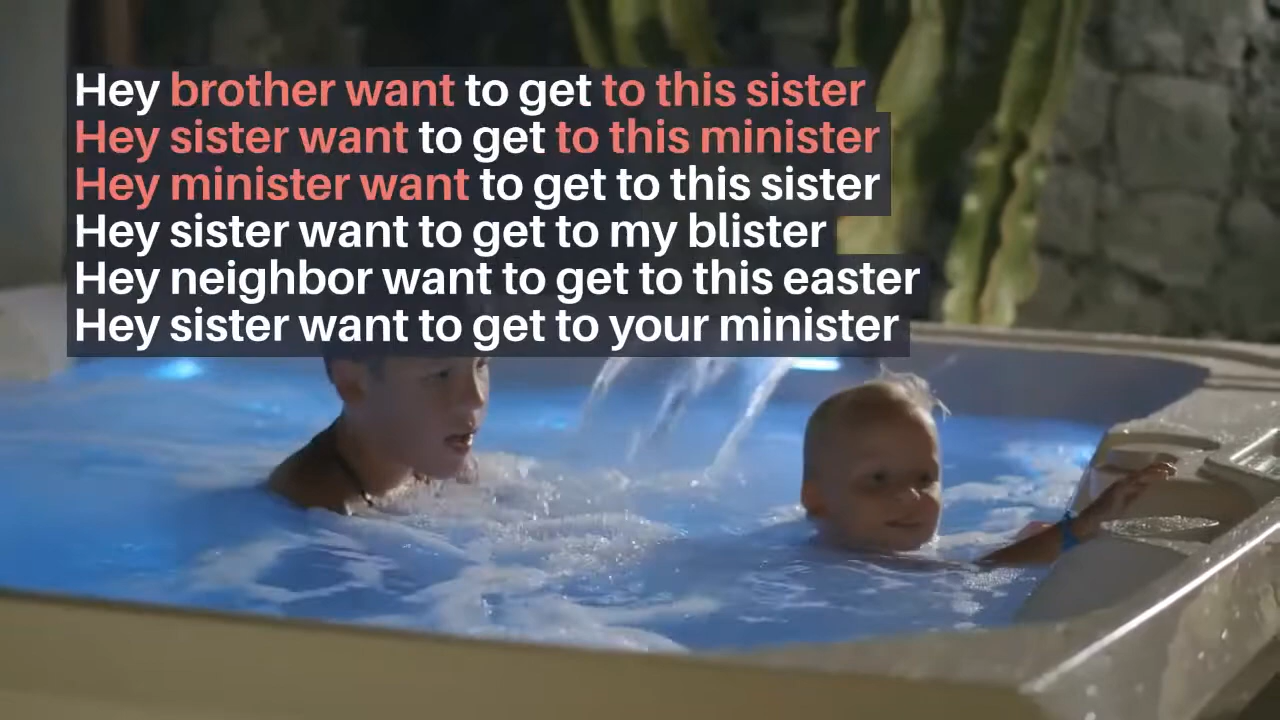 Hey brother want to get to this sister
Hey sister want to get to this minister
Hey minister want to get to this sister
Hey sister want to get to my blister
Hey neighbor want to get to this easter
Hey sister want to get to your minister